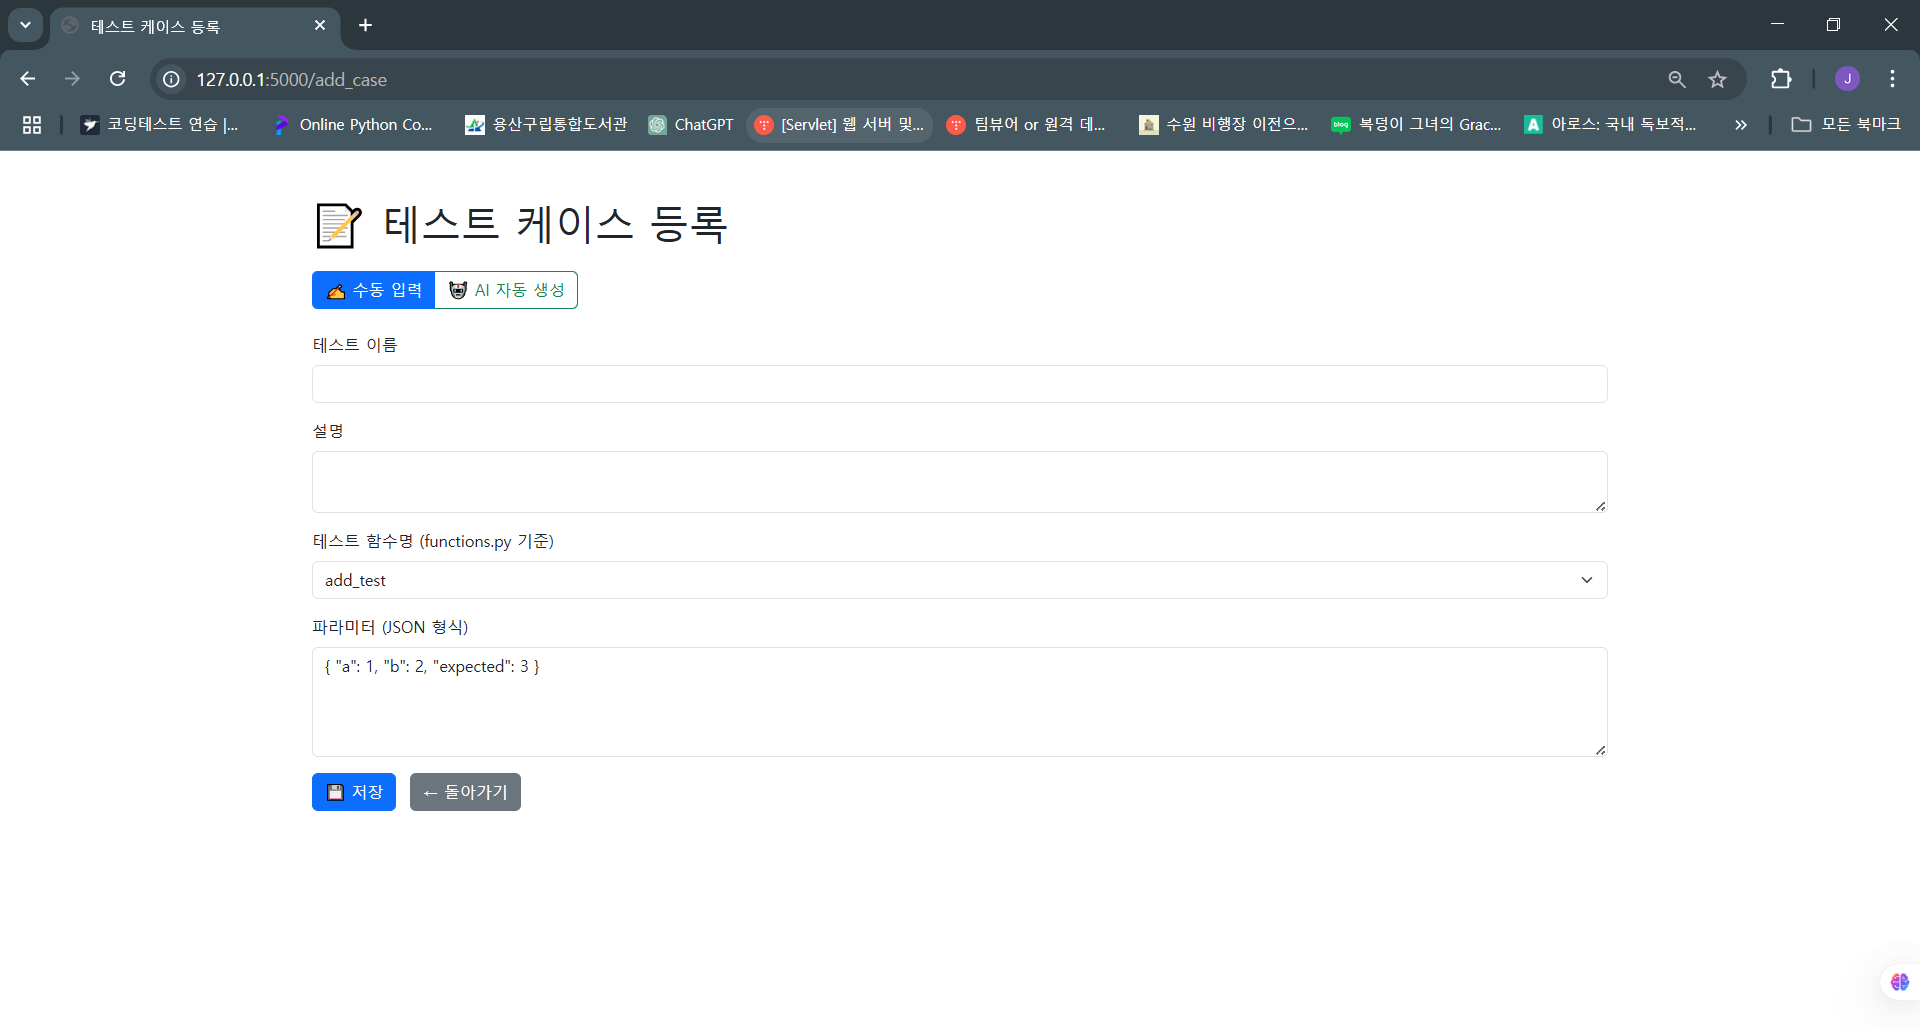 테스트 케이스 등록
127.0.0.1:5000/add_case
J
코딩테스트 연습 |...
Online Python Co...
용산구립통합도서관
ChatGPT
[Servlet] 웹 서버 및...
팀뷰어 or 원격 데...
수원 비행장 이전으...
blog
복덩이 그녀의 Grac...
A
아로스: 국내 독보적...
모든 북마크
테스트 케이스 등록
수동 입력
AI 자동 생성
테스트 이름
설명
테스트 함수명 (functions.py 기준)
add_test
파라미터 (JSON 형식)
{ "a": 1, "b": 2, "expected": 3 }
저장
← 돌아가기